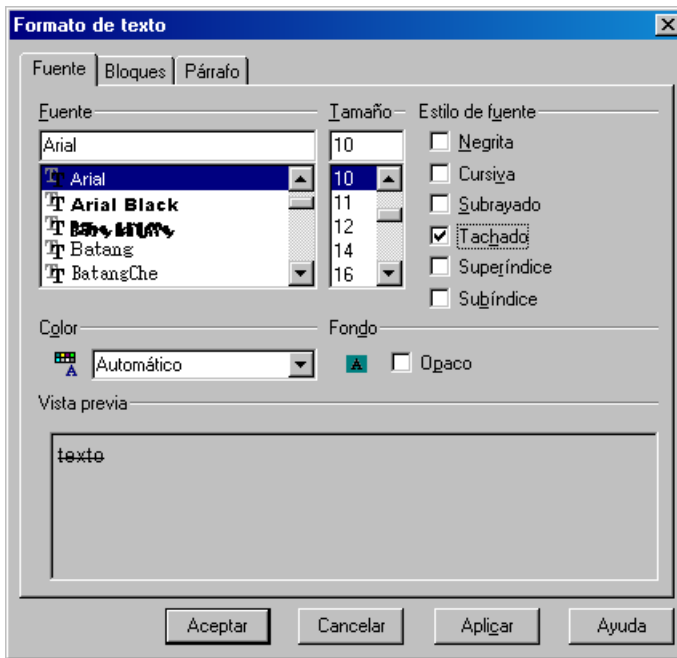 Formato de texto
Fuente Bloques Párrafo
Fuente Tamaño Estilo de fuente
Arial 10 Negrita
Arial 10 Cursiva
Arial Black 11 Subrayado
12 Tachado
Batang 14 Superíndice
BatangChe 16 Subíndice
Color Fondo
A Automático A Opaco
Vista previa
texto
Aceptar Cancelar Aplicar Ayuda